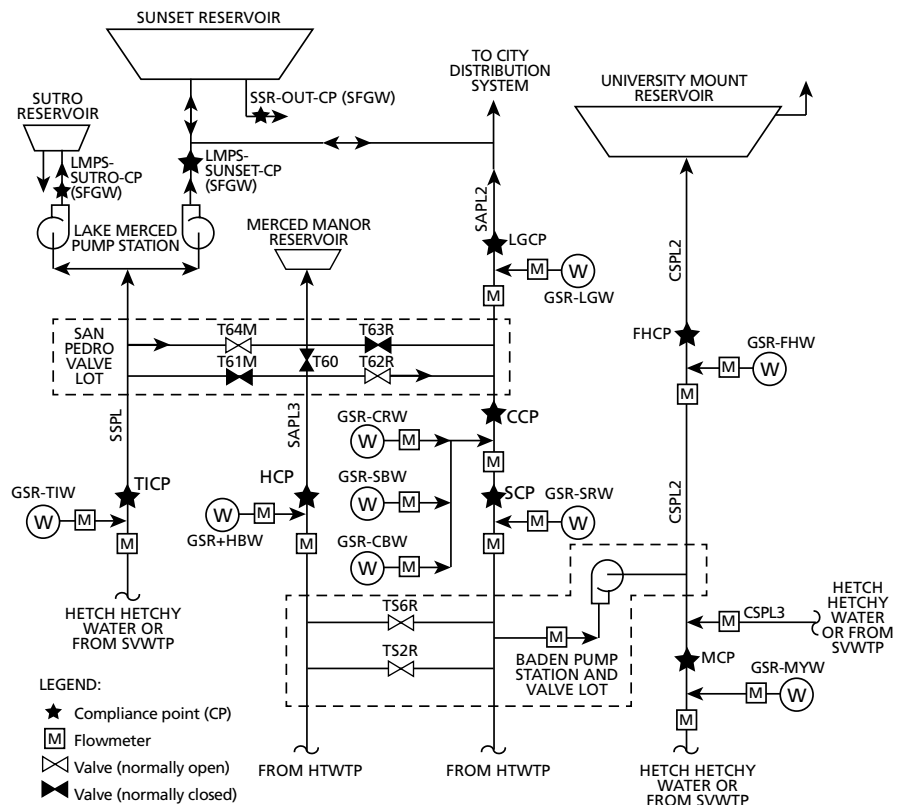 SUNSET RESERVOIR
TO CITY
DISTRIBUTION
SYSTEM
UNIVERSITY MOUNT
RESERVOIR
SSR-OUT-CP (SFGW)
SUTRO
RESERVOIR
LMPS-
SUTRO-CP
(SFGW)
LMPS-
SUNSET-CP
(SFGW)
LAKE MERCED
PUMP STATION
MERCED MANOR
RESERVOIR
SAPL2
LGCP
M
W
GSR-LGW
M
CSPL2
FHCP
GSR-FHW
M
W
M
SAN
PEDRO
VALVE
LOT
T64M
T63R
T60
T61M
T62R
SSPL
SAPL3
CCP
GSR-CRW
W
M
M
GSR-SBW
W
M
GSR-CBW
W
M
SCP
GSR-SRW
M
W
M
CSPL2
GSR-TIW
W
M
TICP
M
HCP
W
M
GSR+HBW
M
HETCH HETCHY
WATER OR
FROM SVWTP
TS6R
TS2R
M
BADEN PUMP
STATION AND
VALVE LOT
M
CSPL3
HETCH
HETCHY
WATER
OR FROM
SVWTP
MCP
GSR-MYW
M
W
M
FROM HTWTP
FROM HTWTP
HETCH HETCHY
WATER OR
FROM SVWTP
LEGEND:
Compliance point (CP)
M Flowmeter
Valve (normally open)
Valve (normally closed)